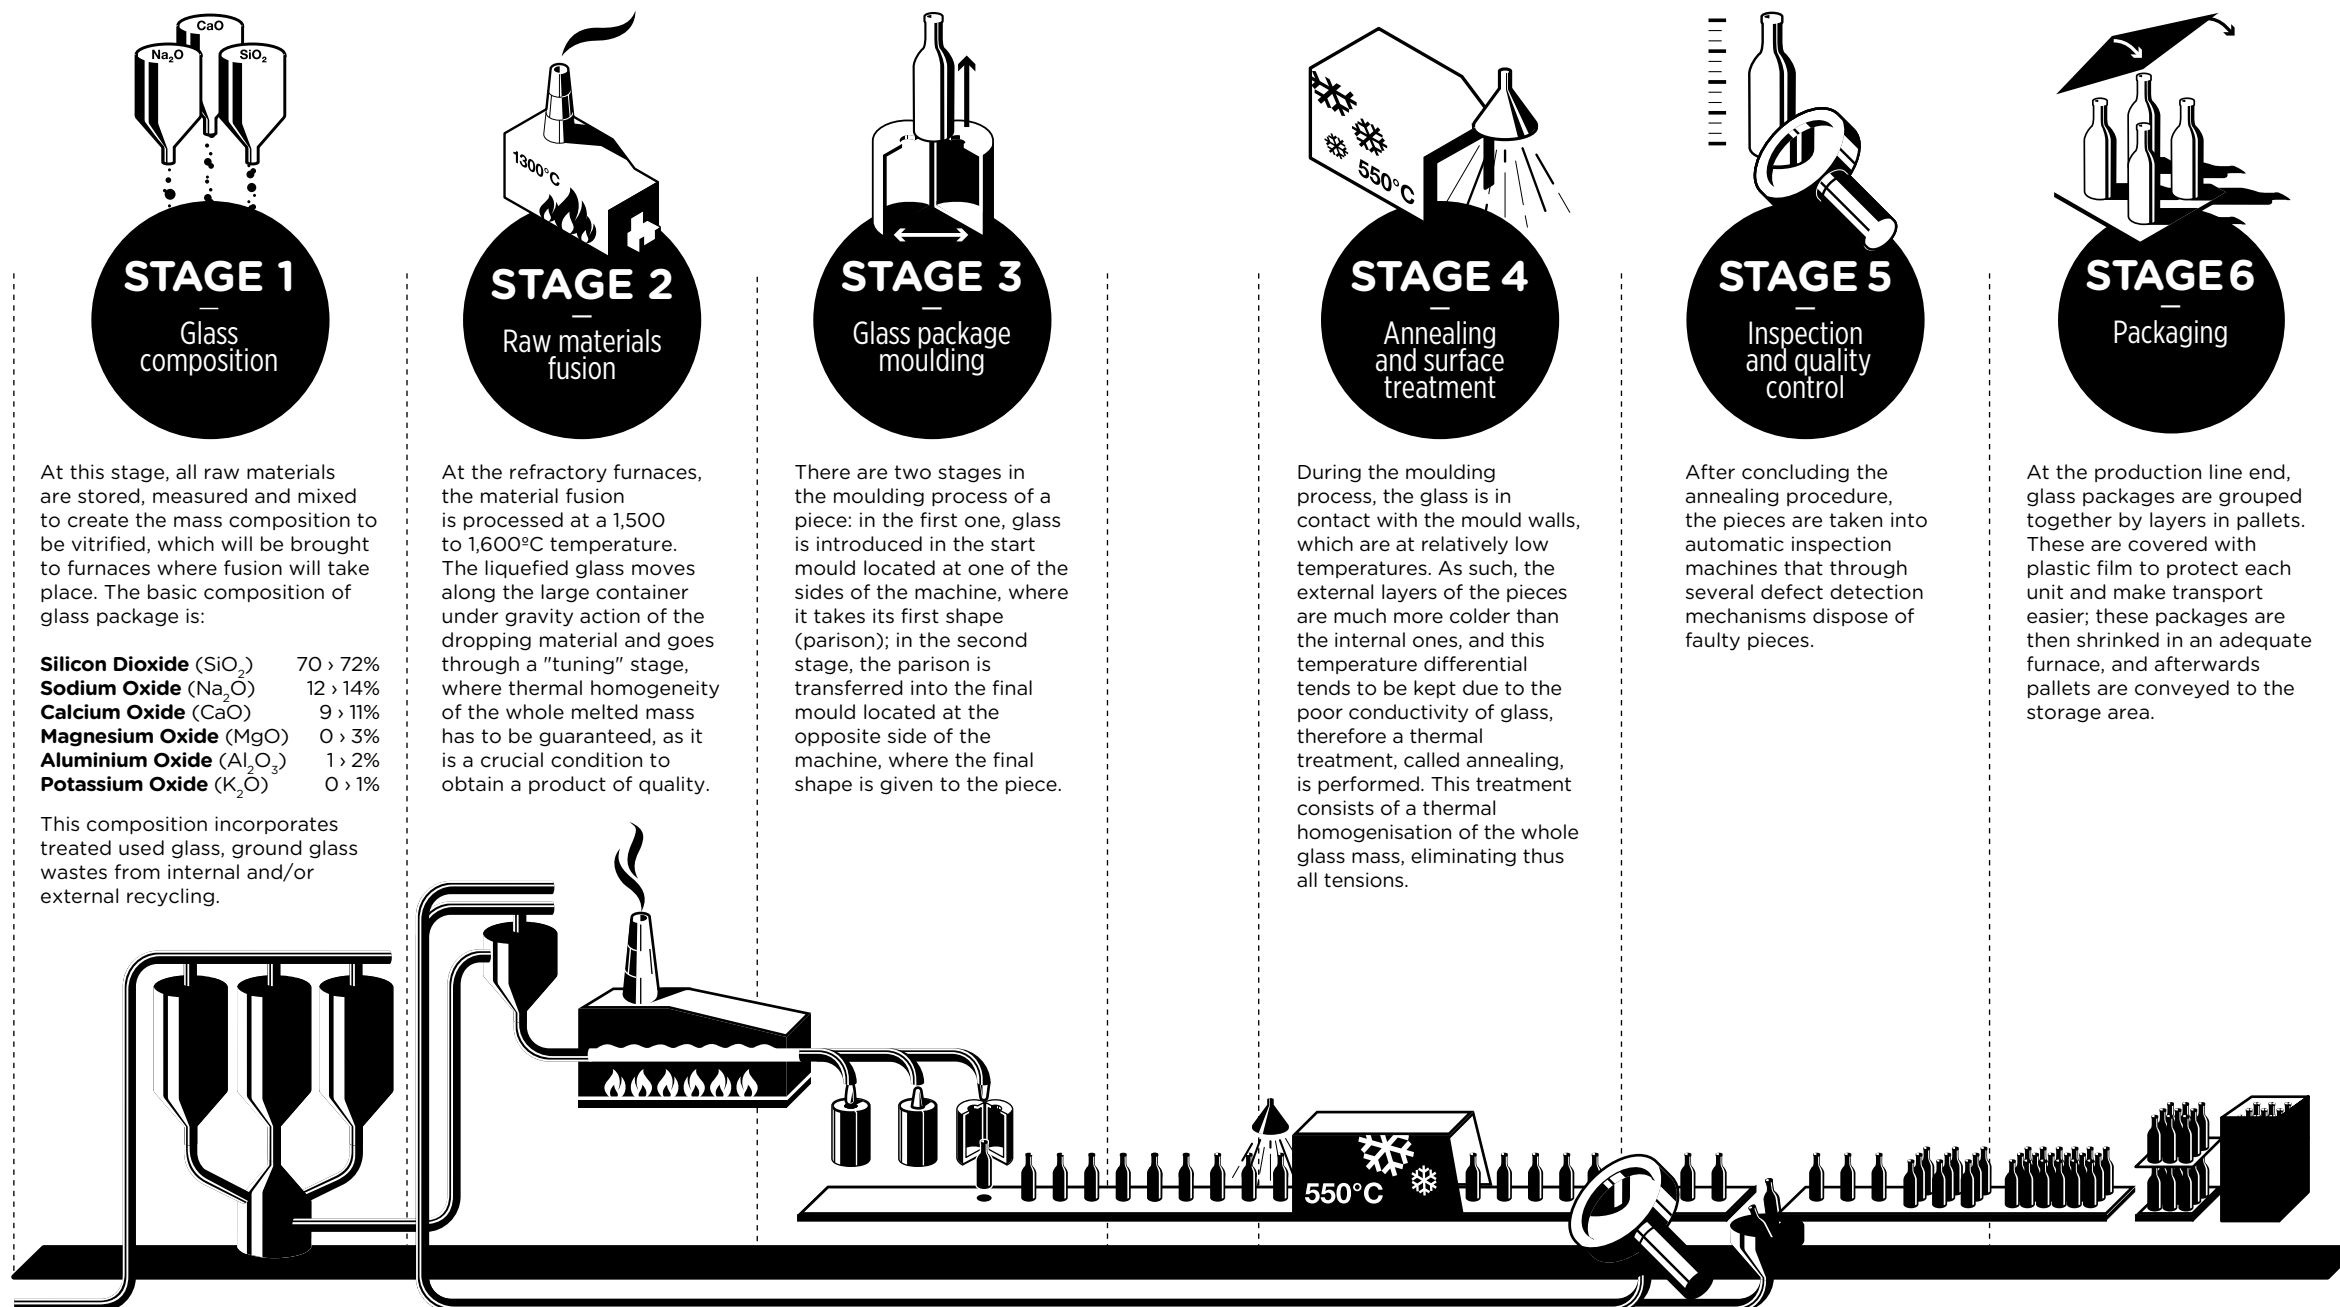 CaO
Na₂O
SiO₂
STAGE 1
Glass
composition
At this stage, all raw materials
are stored, measured and mixed
to create the mass composition to
be vitrified, which will be brought
to furnaces where fusion will take
place. The basic composition of
glass package is:
Silicon Dioxide (SiO₂) 70 › 72%
Sodium Oxide (Na₂O) 12 › 14%
Calcium Oxide (CaO) 9 › 11%
Magnesium Oxide (MgO) 0 › 3%
Aluminium Oxide (Al₂O₃) 1 › 2%
Potassium Oxide (K₂O) 0 › 1%
This composition incorporates
treated used glass, ground glass
wastes from internal and/or
external recycling.
1300°C
STAGE 2
Raw materials
fusion
At the refractory furnaces,
the material fusion
is processed at a 1,500
to 1,600ºC temperature.
The liquefied glass moves
along the large container
under gravity action of the
dropping material and goes
through a "tuning" stage,
where thermal homogeneity
of the whole melted mass
has to be guaranteed, as it
is a crucial condition to
obtain a product of quality.
STAGE 3
Glass package
moulding
There are two stages in
the moulding process of a
piece: in the first one, glass
is introduced in the start
mould located at one of the
sides of the machine, where
it takes its first shape
(parison); in the second
stage, the parison is
transferred into the final
mould located at the
opposite side of the
machine, where the final
shape is given to the piece.
550°C
STAGE 4
Annealing
and surface
treatment
During the moulding
process, the glass is in
contact with the mould walls,
which are at relatively low
temperatures. As such, the
external layers of the pieces
are much more colder than
the internal ones, and this
temperature differential
tends to be kept due to the
poor conductivity of glass,
therefore a thermal
treatment, called annealing,
is performed. This treatment
consists of a thermal
homogenisation of the whole
glass mass, eliminating thus
all tensions.
STAGE 5
Inspection
and quality
control
After concluding the
annealing procedure,
the pieces are taken into
automatic inspection
machines that through
several defect detection
mechanisms dispose of
faulty pieces.
STAGE 6
Packaging
At the production line end,
glass packages are grouped
together by layers in pallets.
These are covered with
plastic film to protect each
unit and make transport
easier; these packages are
then shrinked in an adequate
furnace, and afterwards
pallets are conveyed to the
storage area.
550°C